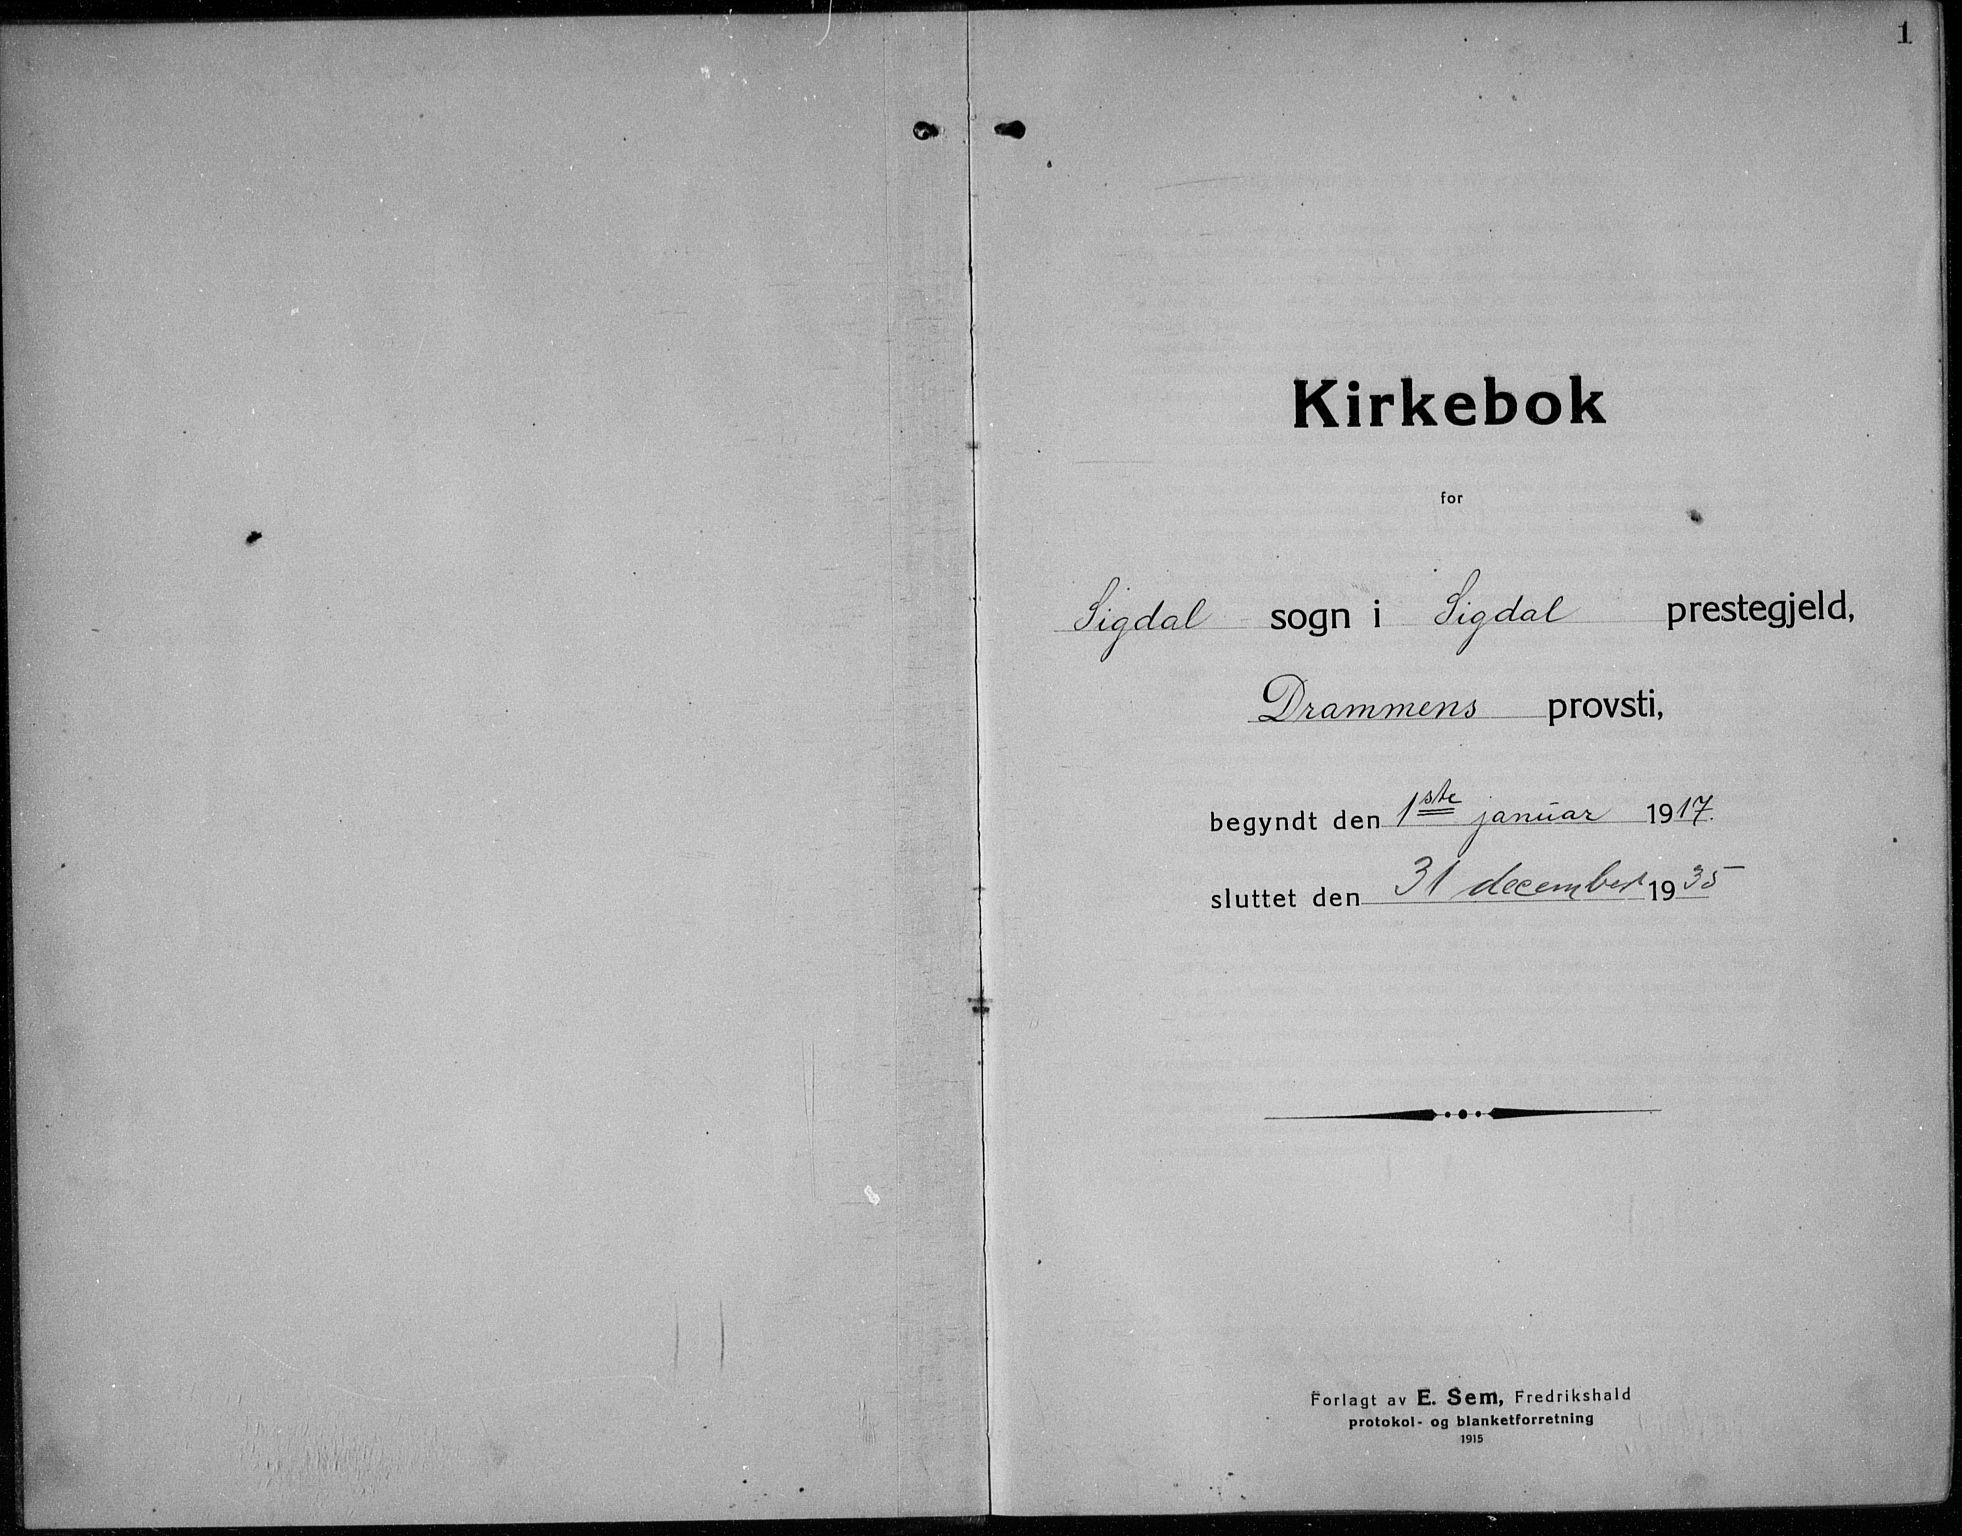 1
Kirkebok
for
Sigdal sogn i Sigdal prestegjeld,
Drammens provsti,
begyndt den 1ste januar 1917.
sluttet den 31 december 1935
Forlagt av E. Sem, Fredrikshald
protokol- og blanketforretning
1915